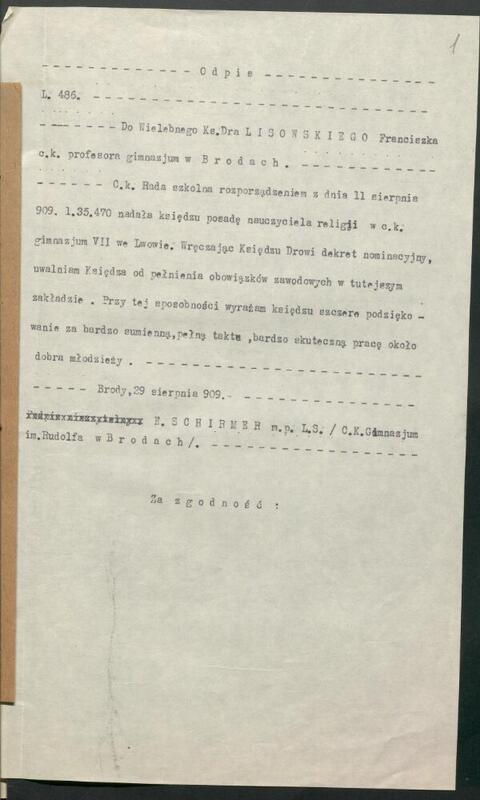 1
- - - - - - - - - - - - O d p i s - - - - - - - - - - - - - -
L. 486. - - - - - - - - - - - - - - - - - - - - - - - - - - - -
- - - - - - - Do Wielebnego Ks.Dra L I S O W S K I E G O Franciszka
c.k. profesora gimnazjum w B r o d a c h . - - - - - - - - - - -
- - - - - - C.k. Rada szkolna rozporządzeniem z dnia 11 sierpnia
909. l.35.470 nadała księdzu posadę nauczyciela religji w c.k.
gimnazjum VII we Lwowie. Wręczając Księdzu Drowi dekret nominacyjny,
uwalniam Księdza od pełnienia obowiązków zawodowych w tutejszym
zakładzie . Przy tej sposobności wyrażam księdzu szczere podzięko -
wanie za bardzo sumienną,pełną taktu ,bardzo skuteczną pracę około
dobra młodzieży . - - - - - - - - - - - - - - - - - - - - - - -
- - - - - Brody,29 sierpnia 909.- - - - - - - - - - - - - - - - -
E. S C H I R M E R m.p. L.S. / C.K.Gimnazjum
im.Rudolfa w B r o d a c h /. - - - - - - - - - - - - - - - - - -
Za z g o d n o ś ć :